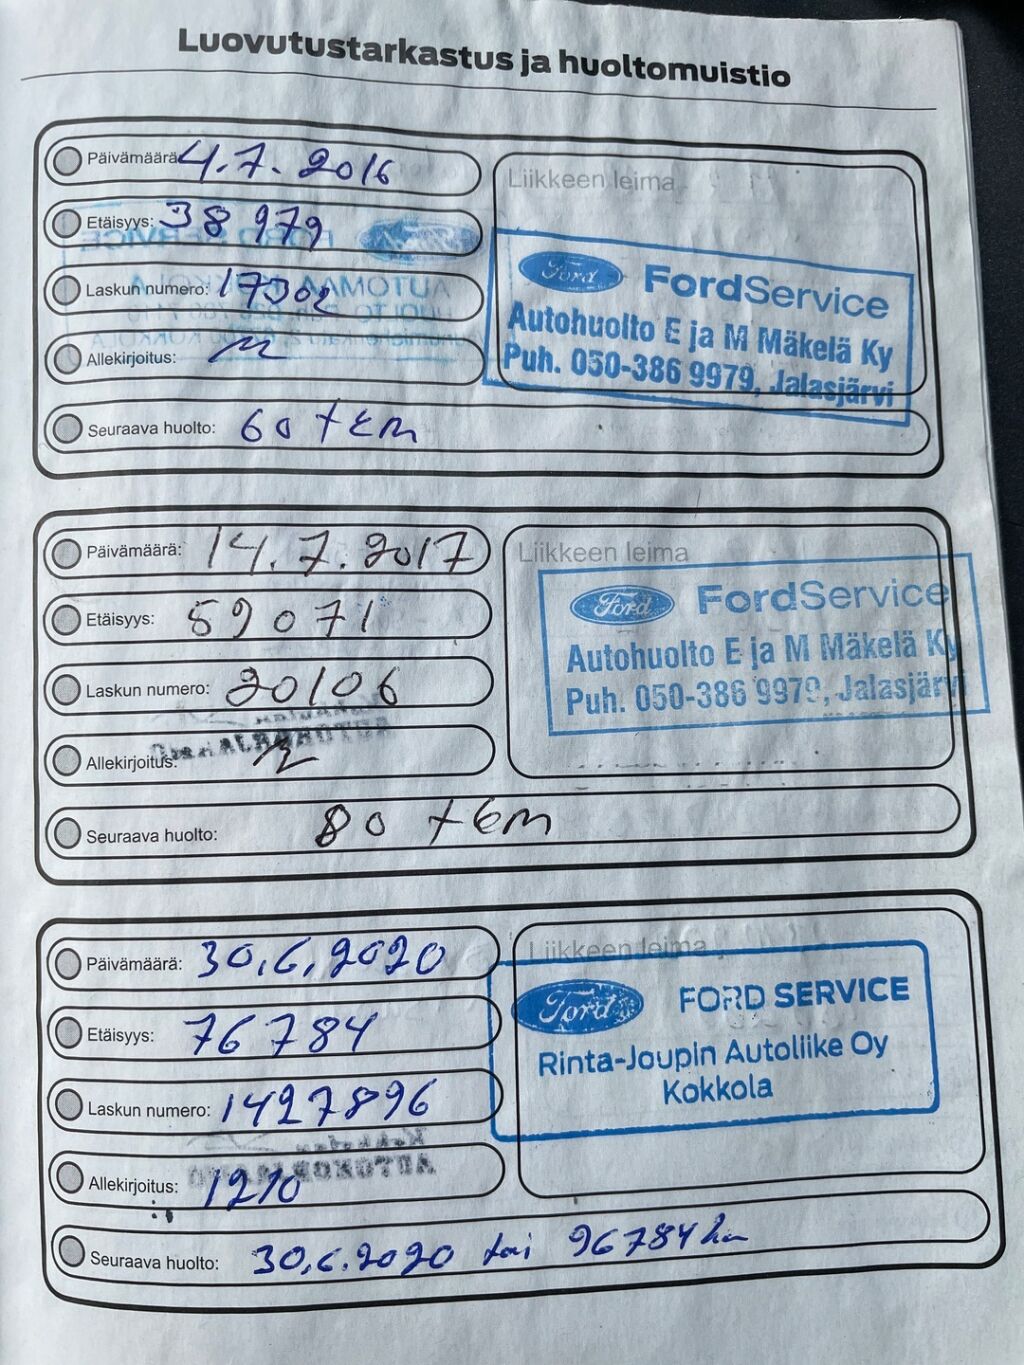 Luovutustarkastus ja huoltomuistio
Päivämäärä 4.7.2016
Liikkeen leima
Etäisyys: 38 979
Laskun numero: 17302
Allekirjoitus:
Ford FordService
Autohuolto E ja M Mäkelä Ky
Puh. 050-386 9979, Jalasjärvi
Seuraava huolto: 60 tkm
Päivämäärä: 14.7.2017
Liikkeen leima
Etäisyys: 59 071
Laskun numero: 20106
Allekirjoitus:
Ford FordService
Autohuolto E ja M Mäkelä Ky
Puh. 050-386 9979, Jalasjärvi
Seuraava huolto: 80 tkm
Päivämäärä: 30.6.2020
Liikkeen leima
Etäisyys: 76784
Laskun numero: 1427896
Allekirjoitus: 1210
Ford FORD SERVICE
Rinta-Joupin Autoliike Oy
Kokkola
Seuraava huolto: 30.6.2020 tai 96784 km